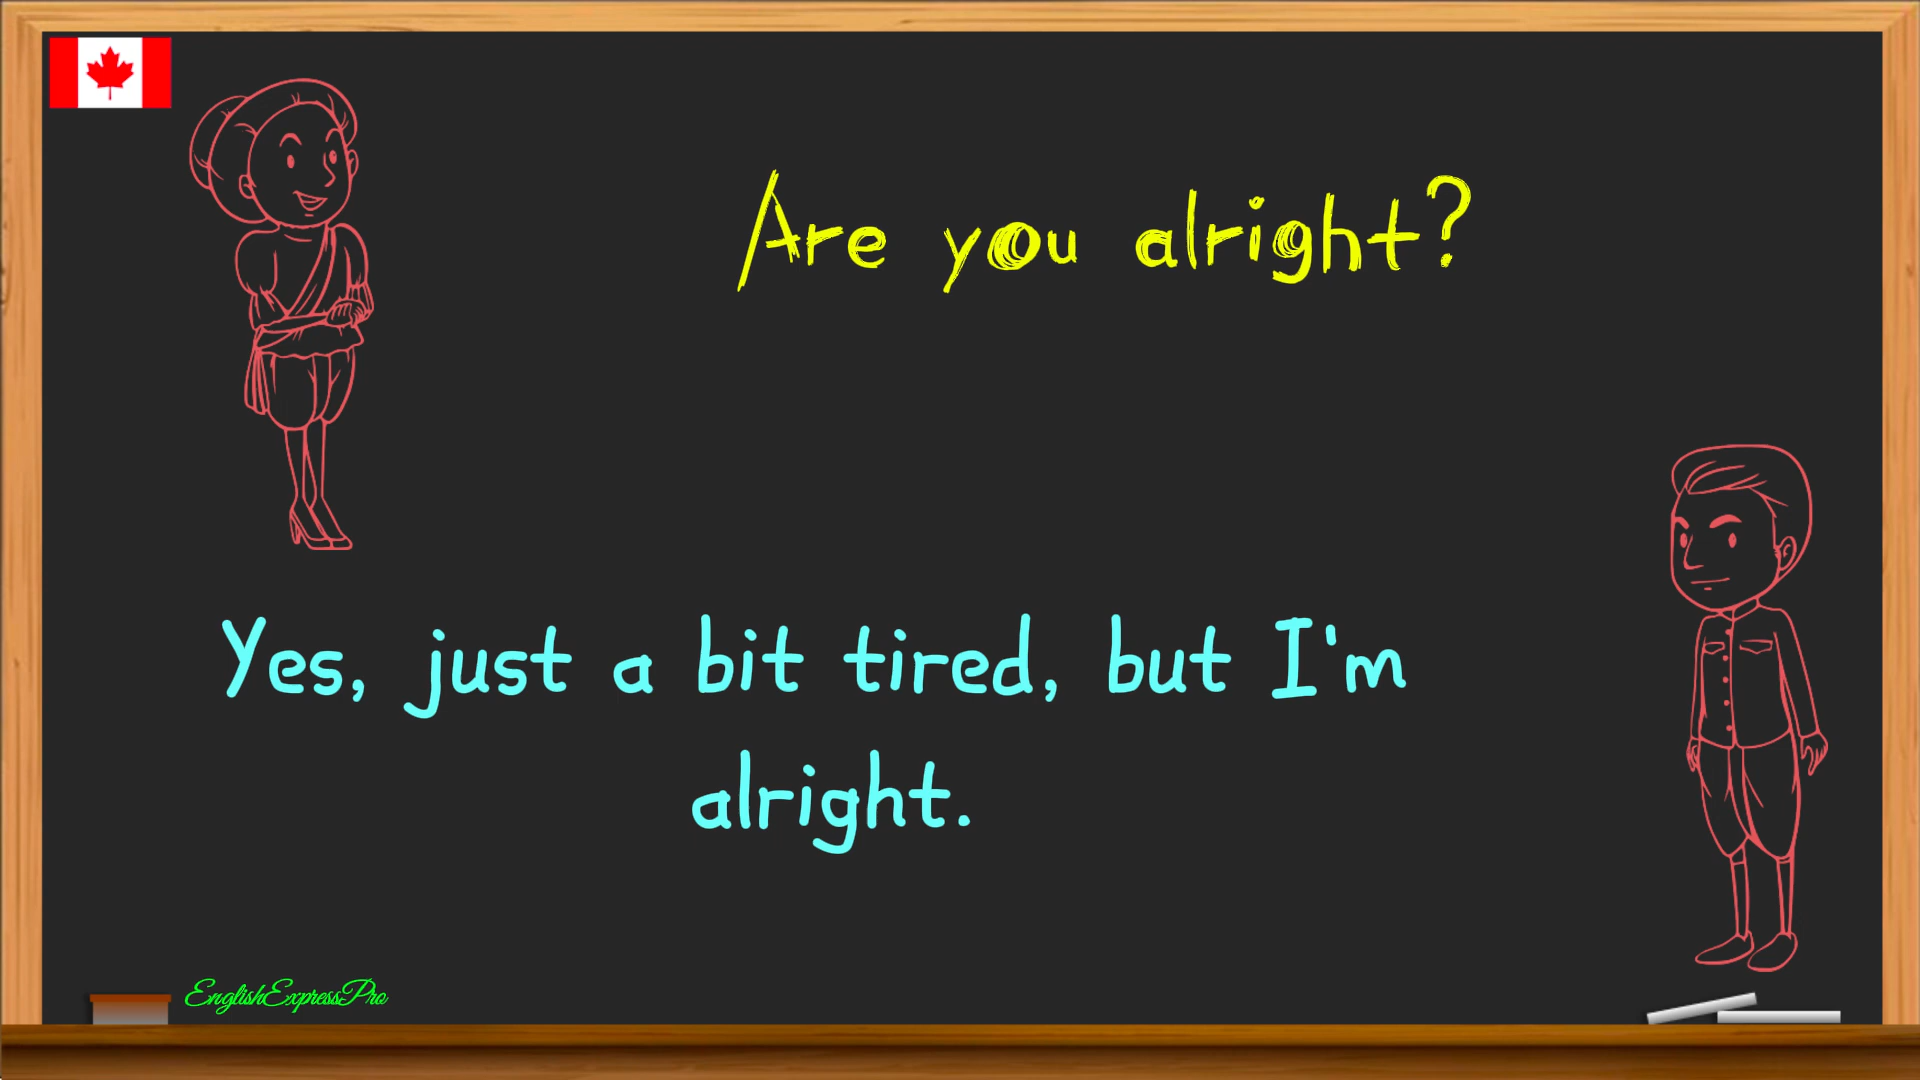 Are you alright?
Yes, just a bit tired, but I'm
alright.
EnglishExpressPro